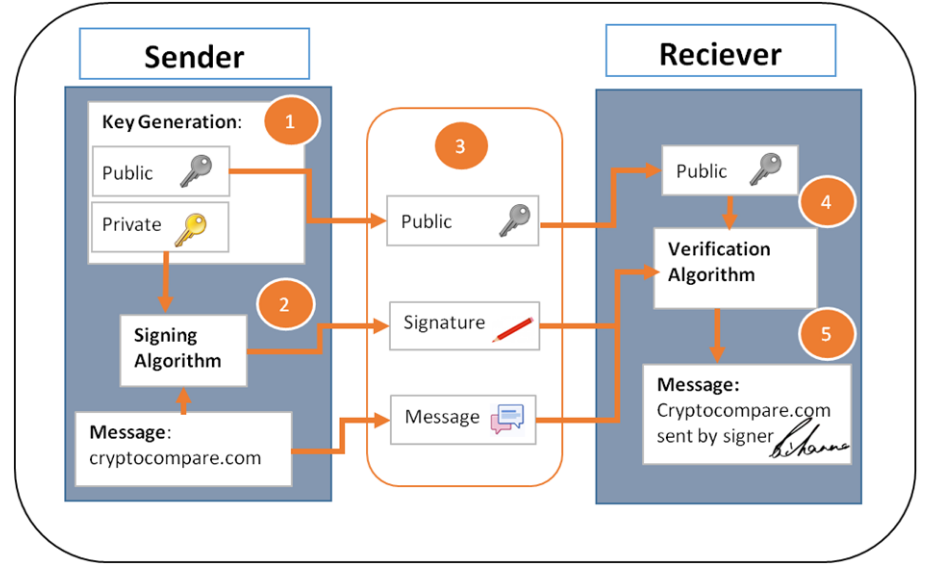 Sender
Reciever
Key Generation:
1
Public
Private
2
Signing
Algorithm
Message:
cryptocompare.com
3
Public
Signature
Message
Public
4
Verification
Algorithm
5
Message:
Cryptocompare.com
sent by signer
Rihanna